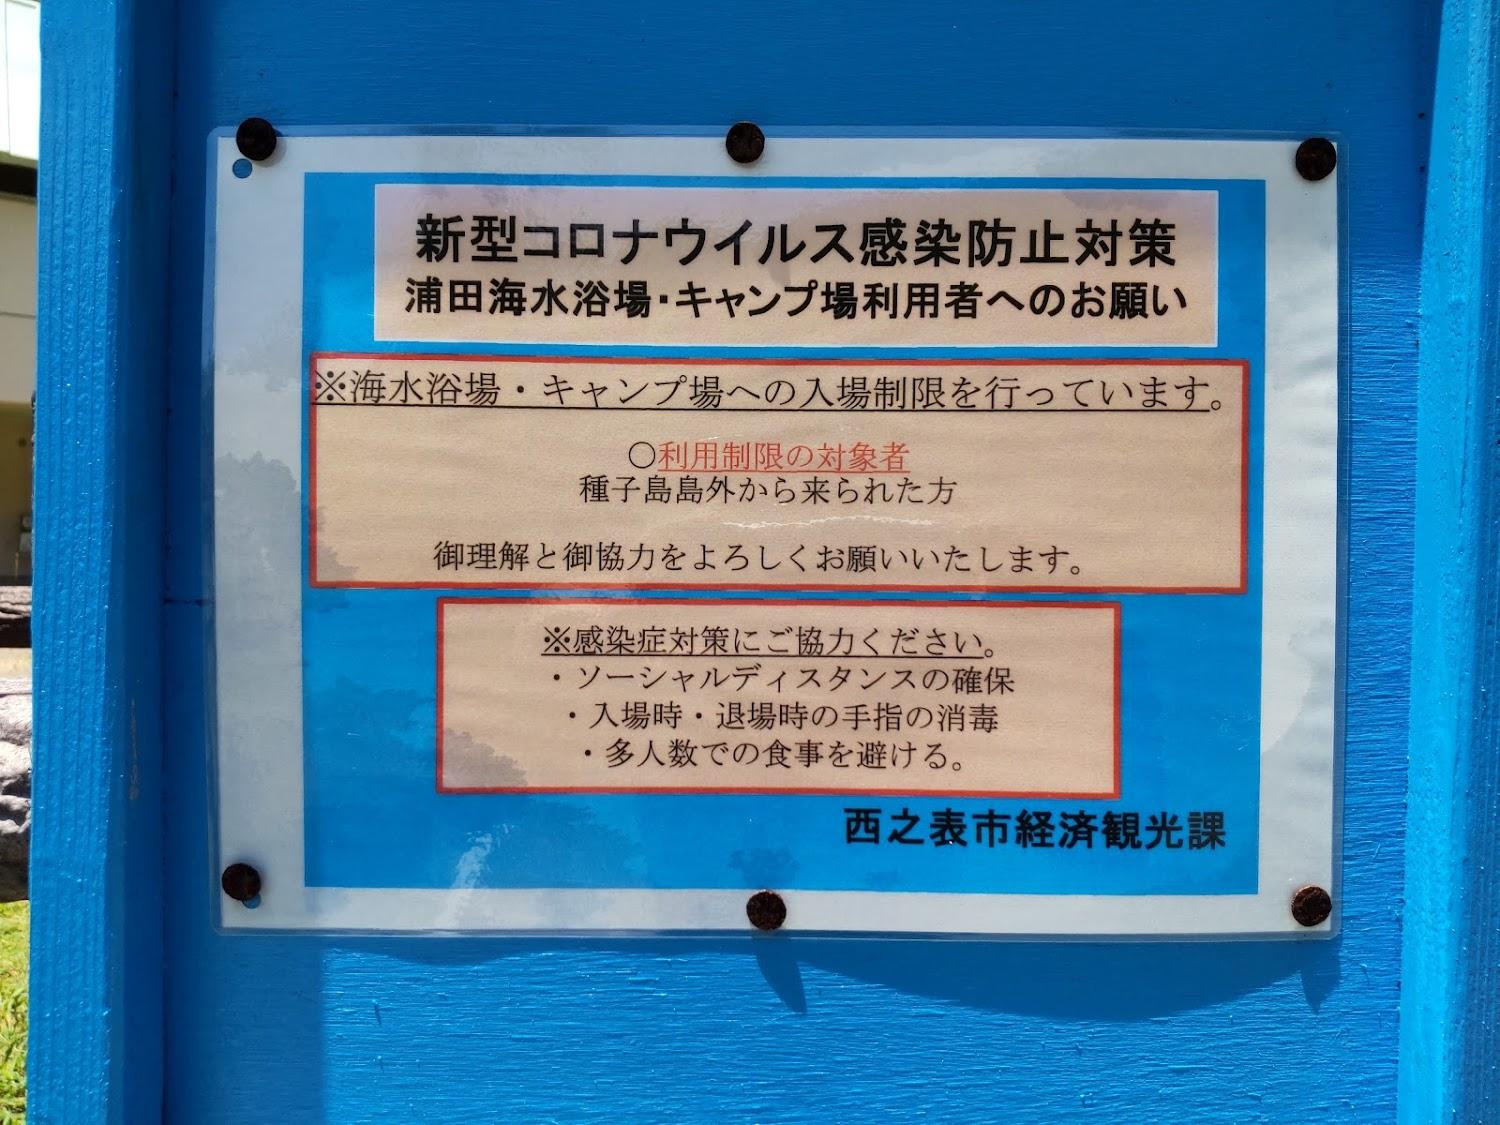 新型コロナウイルス感染防止対策
浦田海水浴場・キャンプ場利用者へのお願い
※海水浴場・キャンプ場への入場制限を行っています。
○利用制限の対象者
種子島島外から来られた方
御理解と御協力をよろしくお願いいたします。
※感染症対策にご協力ください。
・ソーシャルディスタンスの確保
・入場時・退場時の手指の消毒
・多人数での食事を避ける。
西之表市経済観光課